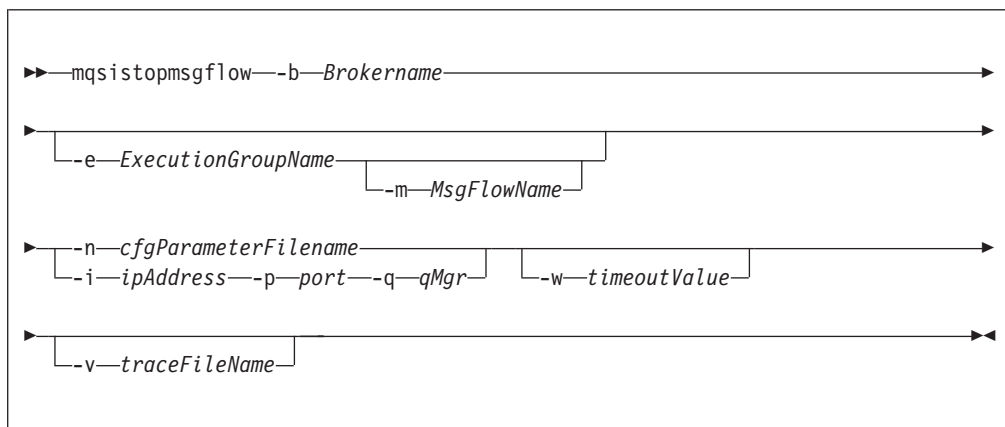 mqsistopmsgflow -b Brokername
-e ExecutionGroupName
-m MsgFlowName
-n cfgParameterFilename
-i ipAddress -p port -q qMgr -w timeoutValue
-v traceFileName